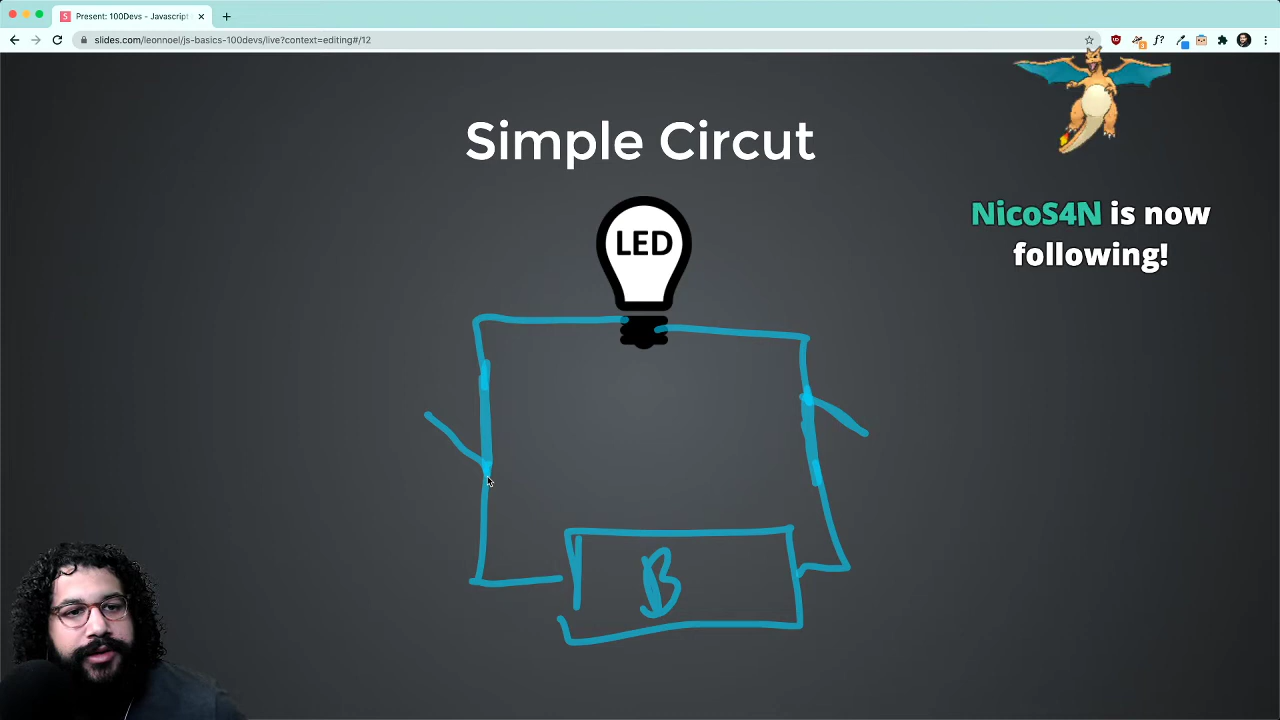 Present: 100Devs - Javascript
slides.com/leonnoel/js-basics-100devs/live?context=editing#/12
f?
3
Simple Circut
LED
NicoS4N is now
following!
B